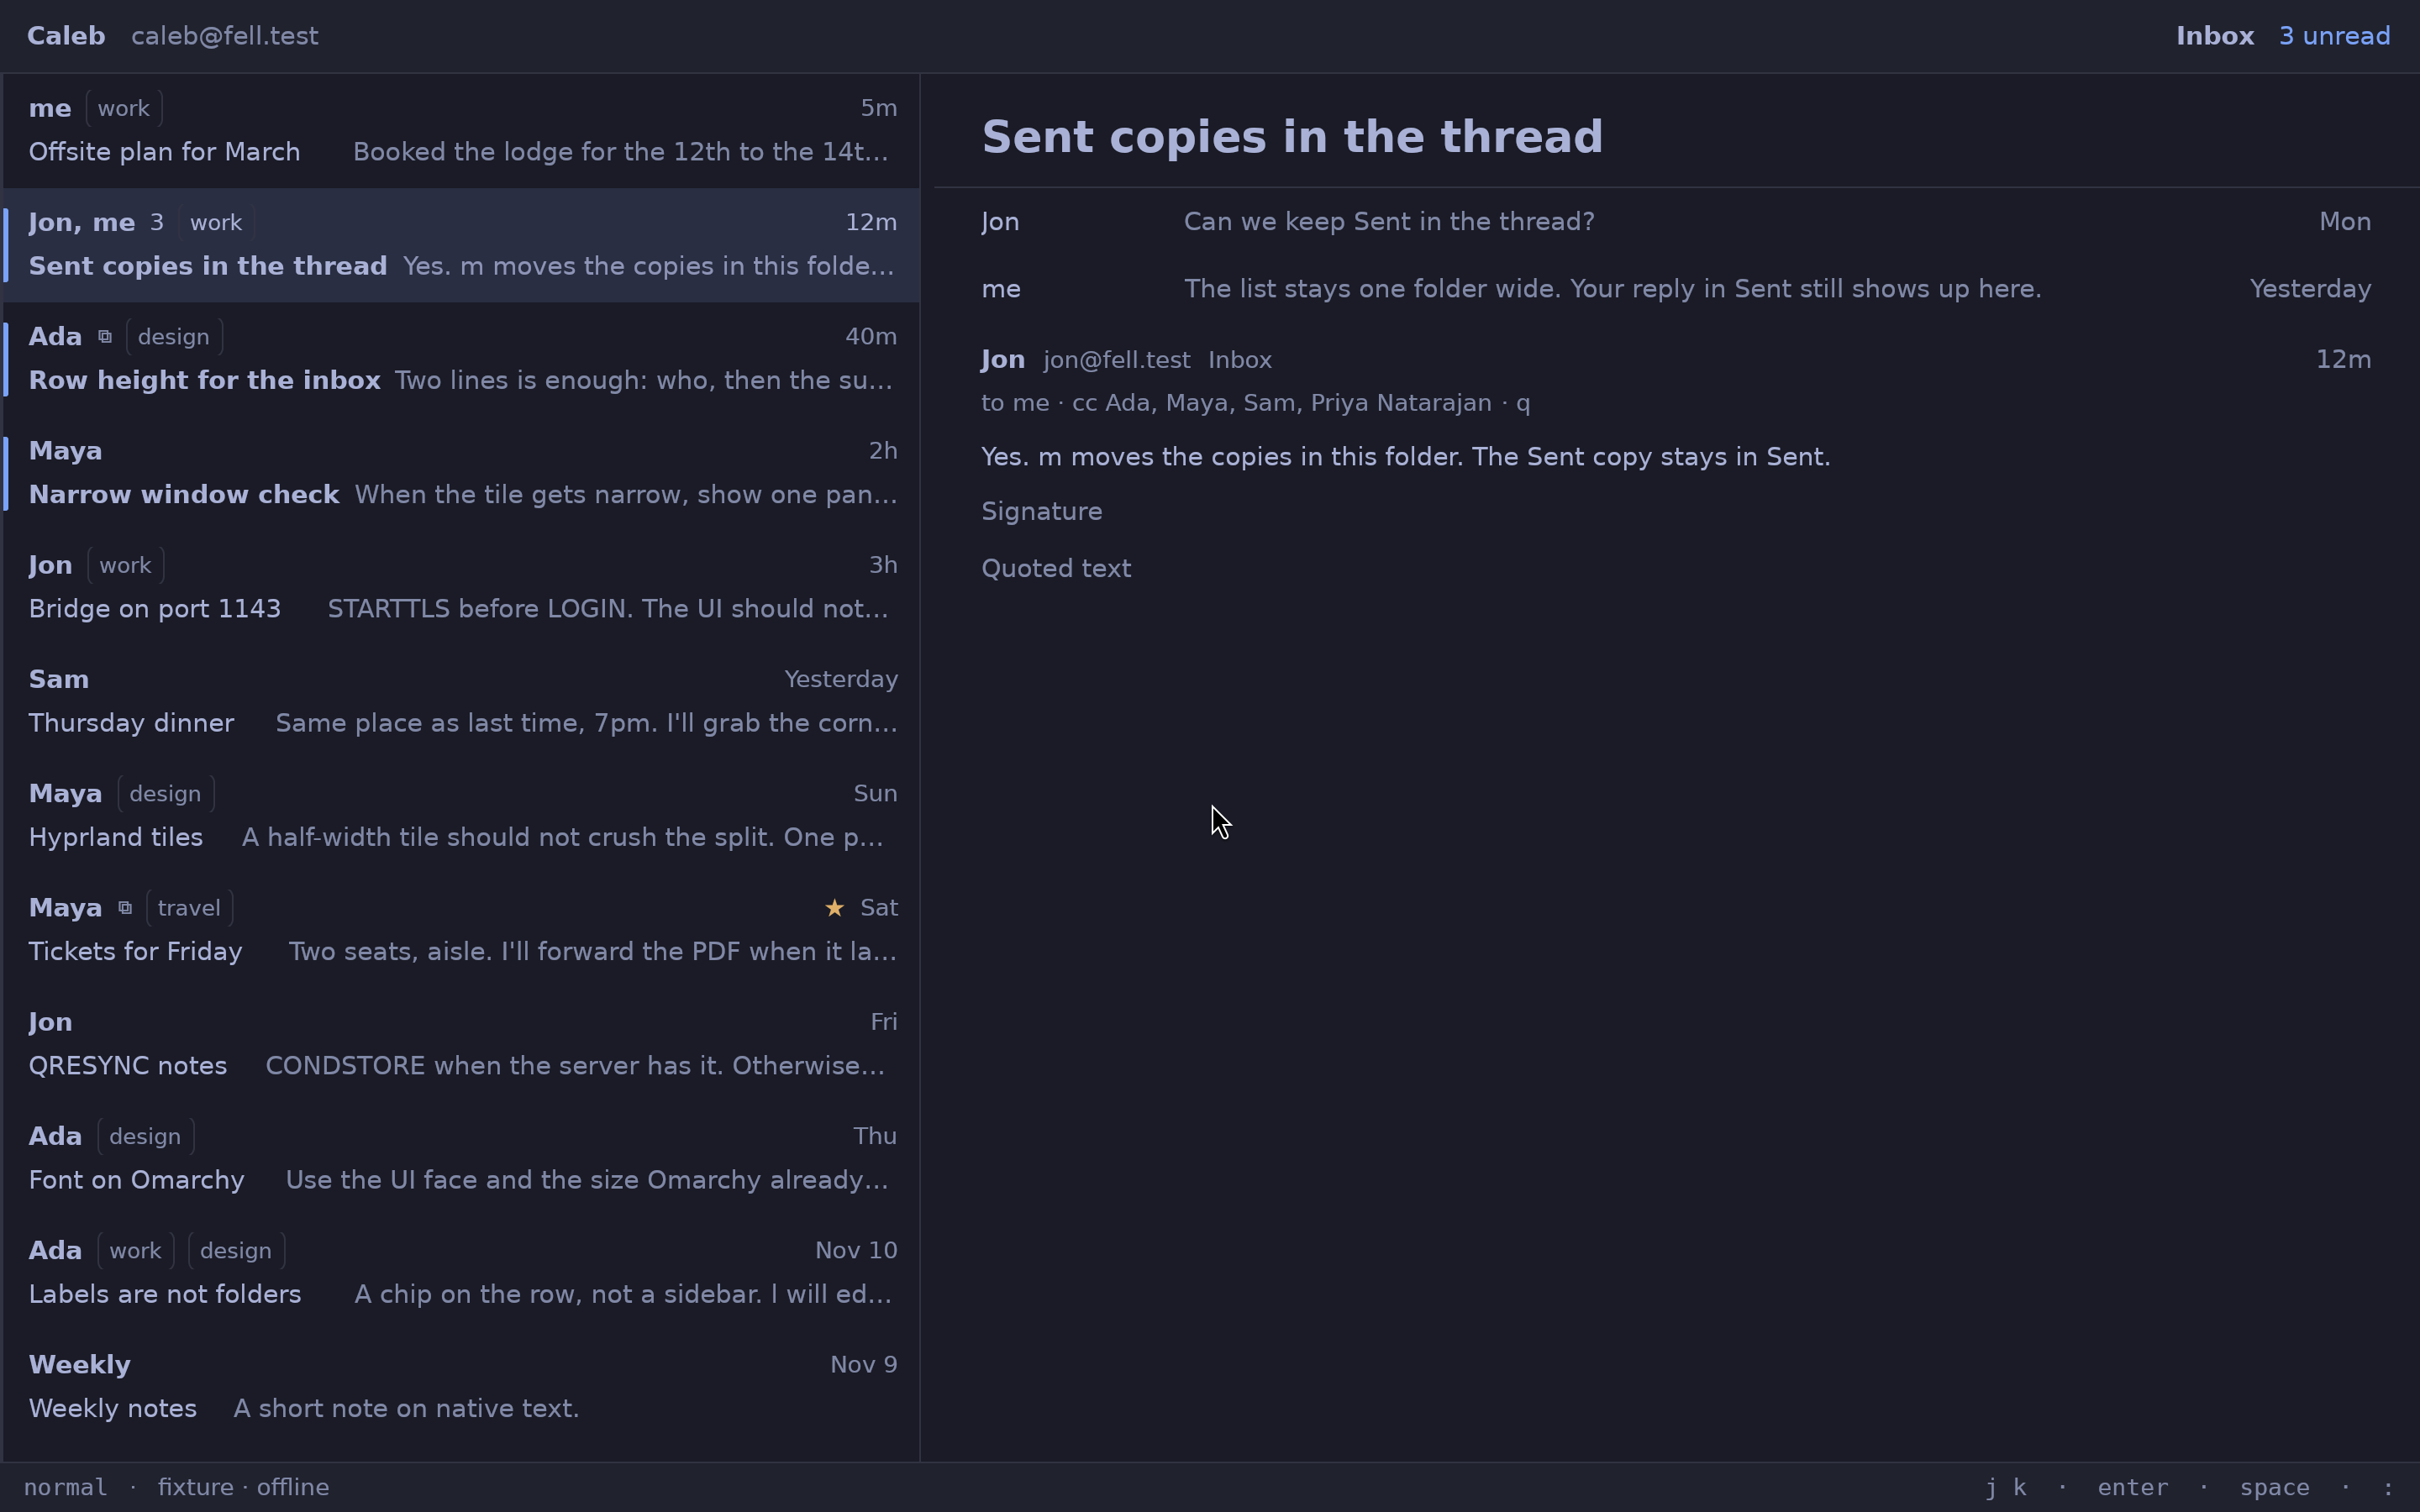 Caleb caleb@fell.test Inbox 3 unread
me work 5m
Offsite plan for March Booked the lodge for the 12th to the 14t…
Jon, me 3 work 12m
Sent copies in the thread Yes. m moves the copies in this folde…
Ada design 40m
Row height for the inbox Two lines is enough: who, then the su…
Maya 2h
Narrow window check When the tile gets narrow, show one pan…
Jon work 3h
Bridge on port 1143 STARTTLS before LOGIN. The UI should not…
Sam Yesterday
Thursday dinner Same place as last time, 7pm. I'll grab the corn…
Maya design Sun
Hyprland tiles A half-width tile should not crush the split. One p…
Maya travel ★ Sat
Tickets for Friday Two seats, aisle. I'll forward the PDF when it la…
Jon Fri
QRESYNC notes CONDSTORE when the server has it. Otherwise…
Ada design Thu
Font on Omarchy Use the UI face and the size Omarchy already…
Ada work design Nov 10
Labels are not folders A chip on the row, not a sidebar. l will ed…
Weekly Nov 9
Weekly notes A short note on native text.
Sent copies in the thread
Jon Can we keep Sent in the thread? Mon
me The list stays one folder wide. Your reply in Sent still shows up here. Yesterday
Jon jon@fell.test Inbox 12m
to me · cc Ada, Maya, Sam, Priya Natarajan · q
Yes. m moves the copies in this folder. The Sent copy stays in Sent.
Signature
Quoted text
normal · fixture · offline j k · enter · space · :